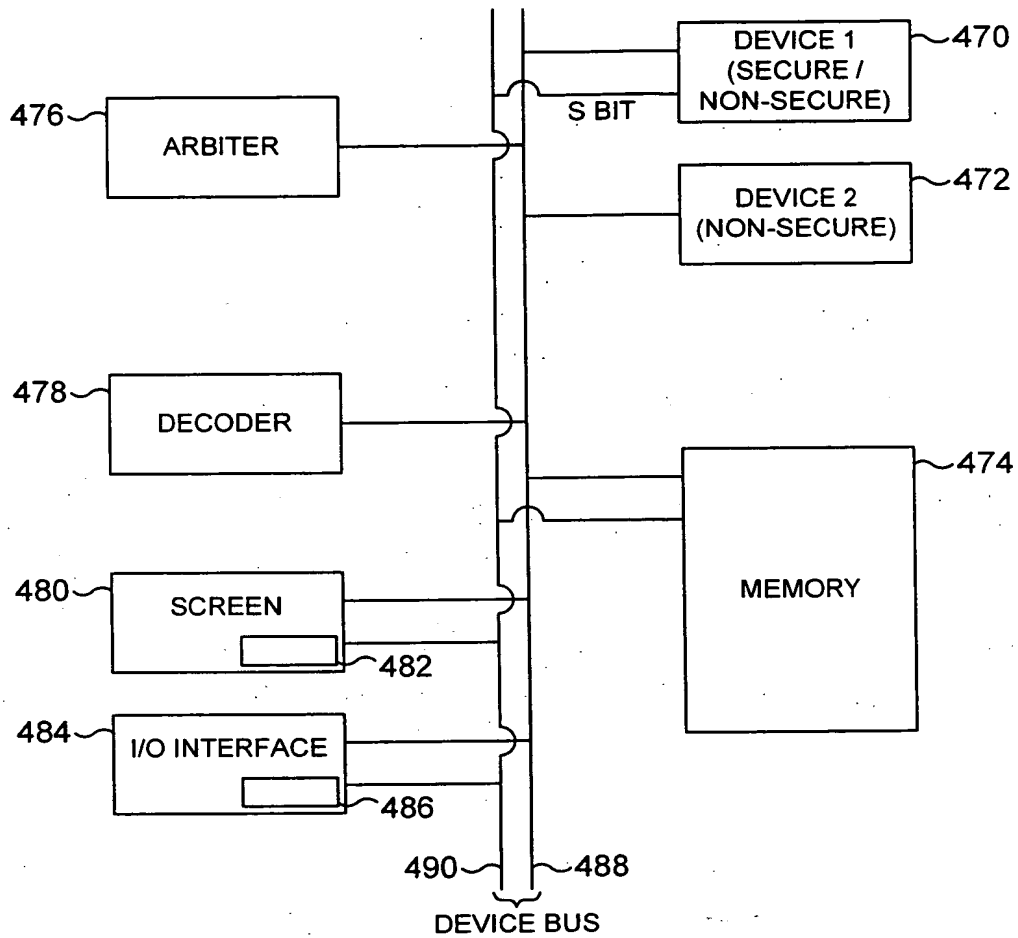 DEVICE 1
(SECURE /
NON-SECURE)
470
S BIT
476
ARBITER
DEVICE 2
(NON-SECURE)
472
478
DECODER
474
MEMORY
480
SCREEN
482
484
I/O INTERFACE
486
490
488
DEVICE BUS